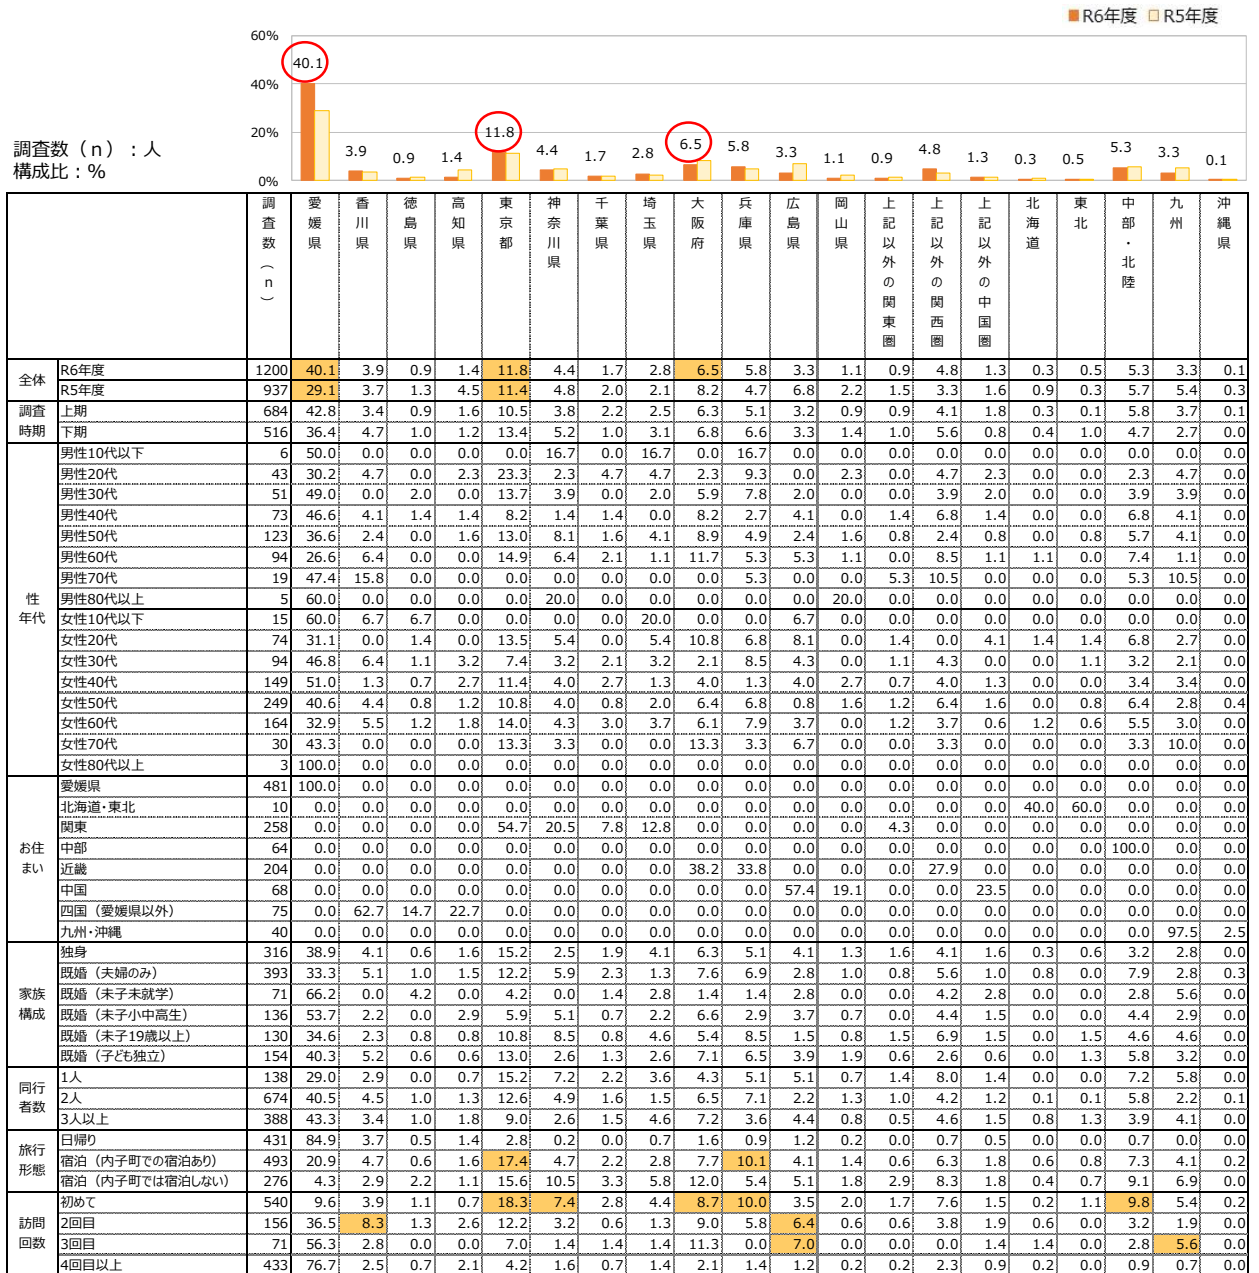 R6年度 R5年度
60%
40%
20%
0%
40.1 3.9 0.9 1.4 11.8 4.4 1.7 2.8 6.5 5.8 3.3 1.1 0.9 4.8 1.3 0.3 0.5 5.3 3.3 0.1
調査数（n）：人
構成比：%
調査数（n） 愛媛県 香川県 徳島県 高知県 東京都 神奈川県 千葉県 埼玉県 大阪府 兵庫県 広島県 岡山県 上記以外の関東圏 上記以外の関西圏 上記以外の中国圏 北海道 東北 中部・北陸 九州 沖縄県
全体 R6年度 1200 40.1 3.9 0.9 1.4 11.8 4.4 1.7 2.8 6.5 5.8 3.3 1.1 0.9 4.8 1.3 0.3 0.5 5.3 3.3 0.1
R5年度 937 29.1 3.7 1.3 4.5 11.4 4.8 2.0 2.1 8.2 4.7 6.8 2.2 1.5 3.3 1.6 0.9 0.3 5.7 5.4 0.3
調査時期 上期 684 42.8 3.4 0.9 1.6 10.5 3.8 2.2 2.5 6.3 5.1 3.2 0.9 0.9 4.1 1.8 0.3 0.1 5.8 3.7 0.1
下期 516 36.4 4.7 1.0 1.2 13.4 5.2 1.0 3.1 6.8 6.6 3.3 1.4 1.0 5.6 0.8 0.4 1.0 4.7 2.7 0.0
性年代 男性10代以下 6 50.0 0.0 0.0 0.0 0.0 16.7 0.0 16.7 0.0 16.7 0.0 0.0 0.0 0.0 0.0 0.0 0.0 0.0 0.0 0.0
男性20代 43 30.2 4.7 0.0 2.3 23.3 2.3 4.7 4.7 2.3 9.3 0.0 2.3 0.0 4.7 2.3 0.0 0.0 2.3 4.7 0.0
男性30代 51 49.0 0.0 2.0 0.0 13.7 3.9 0.0 2.0 5.9 7.8 2.0 0.0 0.0 3.9 2.0 0.0 0.0 3.9 3.9 0.0
男性40代 73 46.6 4.1 1.4 1.4 8.2 1.4 1.4 0.0 8.2 2.7 4.1 0.0 1.4 6.8 1.4 0.0 0.0 6.8 4.1 0.0
男性50代 123 36.6 2.4 0.0 1.6 13.0 8.1 1.6 4.1 8.9 4.9 2.4 1.6 0.8 2.4 0.8 0.0 0.8 5.7 4.1 0.0
男性60代 94 26.6 6.4 0.0 0.0 14.9 6.4 2.1 1.1 11.7 5.3 5.3 1.1 0.0 8.5 1.1 1.1 0.0 7.4 1.1 0.0
男性70代 19 47.4 15.8 0.0 0.0 0.0 0.0 0.0 0.0 0.0 5.3 0.0 0.0 5.3 10.5 0.0 0.0 0.0 5.3 10.5 0.0
男性80代以上 5 60.0 0.0 0.0 0.0 0.0 20.0 0.0 0.0 0.0 0.0 0.0 20.0 0.0 0.0 0.0 0.0 0.0 0.0 0.0 0.0
女性10代以下 15 60.0 6.7 6.7 0.0 0.0 0.0 0.0 20.0 0.0 0.0 6.7 0.0 0.0 0.0 0.0 0.0 0.0 0.0 0.0 0.0
女性20代 74 31.1 0.0 1.4 0.0 13.5 5.4 0.0 5.4 10.8 6.8 8.1 0.0 1.4 0.0 4.1 1.4 1.4 6.8 2.7 0.0
女性30代 94 46.8 6.4 1.1 3.2 7.4 3.2 2.1 3.2 2.1 8.5 4.3 0.0 1.1 4.3 0.0 0.0 1.1 3.2 2.1 0.0
女性40代 149 51.0 1.3 0.7 2.7 11.4 4.0 2.7 1.3 4.0 1.3 4.0 2.7 0.7 4.0 1.3 0.0 0.0 3.4 3.4 0.0
女性50代 249 40.6 4.4 0.8 1.2 10.8 4.0 0.8 2.0 6.4 6.8 0.8 1.6 1.2 6.4 1.6 0.0 0.8 6.4 2.8 0.4
女性60代 164 32.9 5.5 1.2 1.8 14.0 4.3 3.0 3.7 6.1 7.9 3.7 0.0 1.2 3.7 0.6 1.2 0.6 5.5 3.0 0.0
女性70代 30 43.3 0.0 0.0 0.0 13.3 3.3 0.0 0.0 13.3 3.3 6.7 0.0 0.0 3.3 0.0 0.0 0.0 3.3 10.0 0.0
女性80代以上 3 100.0 0.0 0.0 0.0 0.0 0.0 0.0 0.0 0.0 0.0 0.0 0.0 0.0 0.0 0.0 0.0 0.0 0.0 0.0 0.0
お住まい 愛媛県 481 100.0 0.0 0.0 0.0 0.0 0.0 0.0 0.0 0.0 0.0 0.0 0.0 0.0 0.0 0.0 0.0 0.0 0.0 0.0 0.0
北海道・東北 10 0.0 0.0 0.0 0.0 0.0 0.0 0.0 0.0 0.0 0.0 0.0 0.0 0.0 0.0 0.0 40.0 60.0 0.0 0.0 0.0
関東 258 0.0 0.0 0.0 0.0 54.7 20.5 7.8 12.8 0.0 0.0 0.0 0.0 4.3 0.0 0.0 0.0 0.0 0.0 0.0 0.0
中部 64 0.0 0.0 0.0 0.0 0.0 0.0 0.0 0.0 0.0 0.0 0.0 0.0 0.0 0.0 0.0 0.0 0.0 100.0 0.0 0.0
近畿 204 0.0 0.0 0.0 0.0 0.0 0.0 0.0 0.0 38.2 33.8 0.0 0.0 0.0 27.9 0.0 0.0 0.0 0.0 0.0 0.0
中国 68 0.0 0.0 0.0 0.0 0.0 0.0 0.0 0.0 0.0 0.0 57.4 19.1 0.0 0.0 23.5 0.0 0.0 0.0 0.0 0.0
四国（愛媛県以外） 75 0.0 62.7 14.7 22.7 0.0 0.0 0.0 0.0 0.0 0.0 0.0 0.0 0.0 0.0 0.0 0.0 0.0 0.0 0.0 0.0
九州・沖縄 40 0.0 0.0 0.0 0.0 0.0 0.0 0.0 0.0 0.0 0.0 0.0 0.0 0.0 0.0 0.0 0.0 0.0 0.0 97.5 2.5
家族構成 独身 316 38.9 4.1 0.6 1.6 15.2 2.5 1.9 4.1 6.3 5.1 4.1 1.3 1.6 4.1 1.6 0.3 0.6 3.2 2.8 0.0
既婚（夫婦のみ） 393 33.3 5.1 1.0 1.5 12.2 5.9 2.3 1.3 7.6 6.9 2.8 1.0 0.8 5.6 1.0 0.8 0.0 7.9 2.8 0.3
既婚（未子未就学） 71 66.2 0.0 4.2 0.0 4.2 0.0 1.4 2.8 1.4 1.4 2.8 0.0 0.0 4.2 2.8 0.0 0.0 2.8 5.6 0.0
既婚（未子小中高生） 136 53.7 2.2 0.0 2.9 5.9 5.1 0.7 2.2 6.6 2.9 3.7 0.7 0.0 4.4 1.5 0.0 0.0 4.4 2.9 0.0
既婚（未子19歳以上） 130 34.6 2.3 0.8 0.8 10.8 8.5 0.8 4.6 5.4 8.5 1.5 0.8 1.5 6.9 1.5 0.0 1.5 4.6 4.6 0.0
既婚（子ども独立） 154 40.3 5.2 0.6 0.6 13.0 2.6 1.3 2.6 7.1 6.5 3.9 1.9 0.6 2.6 0.6 0.0 1.3 5.8 3.2 0.0
同行者数 1人 138 29.0 2.9 0.0 0.7 15.2 7.2 2.2 3.6 4.3 5.1 5.1 0.7 1.4 8.0 1.4 0.0 0.0 7.2 5.8 0.0
2人 674 40.5 4.5 1.0 1.3 12.6 4.9 1.6 1.5 6.5 7.1 2.2 1.3 1.0 4.2 1.2 0.1 0.1 5.8 2.2 0.1
3人以上 388 43.3 3.4 1.0 1.8 9.0 2.6 1.5 4.6 7.2 3.6 4.4 0.8 0.5 4.6 1.5 0.8 1.3 3.9 4.1 0.0
旅行形態 日帰り 431 84.9 3.7 0.5 1.4 2.8 0.2 0.0 0.7 1.6 0.9 1.2 0.2 0.0 0.7 0.5 0.0 0.0 0.7 0.0 0.0
宿泊（内子町での宿泊あり） 493 20.9 4.7 0.6 1.6 17.4 4.7 2.2 2.8 7.7 10.1 4.1 1.4 0.6 6.3 1.8 0.6 0.8 7.3 4.1 0.2
宿泊（内子町では宿泊しない） 276 4.3 2.9 2.2 1.1 15.6 10.5 3.3 5.8 12.0 5.4 5.1 1.8 2.9 8.3 1.8 0.4 0.7 9.1 6.9 0.0
訪問回数 初めて 540 9.6 3.9 1.1 0.7 18.3 7.4 2.8 4.4 8.7 10.0 3.5 2.0 1.7 7.6 1.5 0.2 1.1 9.8 5.4 0.2
2回目 156 36.5 8.3 1.3 2.6 12.2 3.2 0.6 1.3 9.0 5.8 6.4 0.6 0.6 3.8 1.9 0.6 0.0 3.2 1.9 0.0
3回目 71 56.3 2.8 0.0 0.0 7.0 1.4 1.4 1.4 11.3 0.0 7.0 0.0 0.0 0.0 1.4 1.4 0.0 2.8 5.6 0.0
4回目以上 433 76.7 2.5 0.7 2.1 4.2 1.6 0.7 1.4 2.1 1.4 1.2 0.2 0.2 2.3 0.9 0.2 0.0 0.9 0.7 0.0